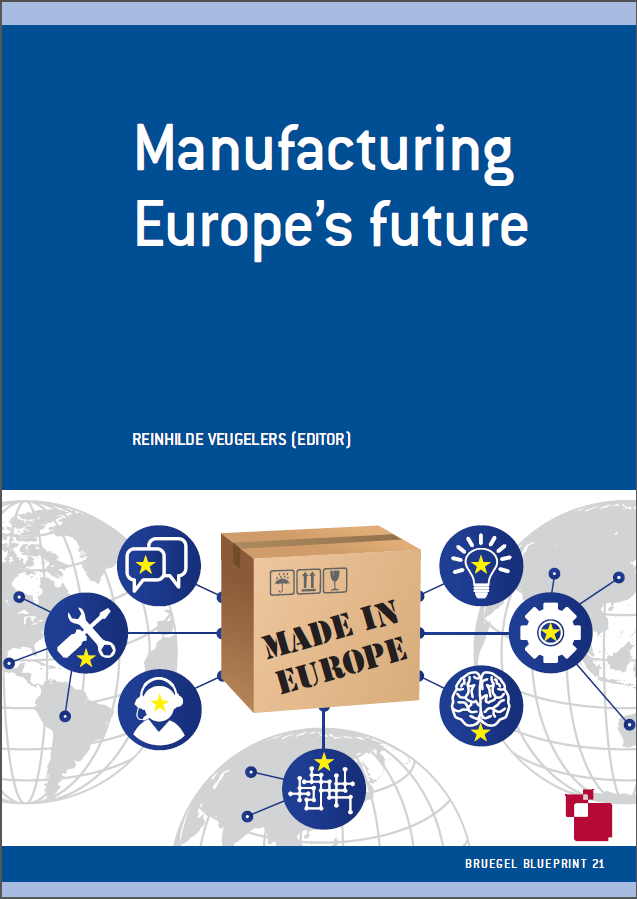 Manufacturing
Europe’s future
REINHILDE VEUGELERS (EDITOR)
MADE IN
EUROPE
BRUEGEL BLUEPRINT 21